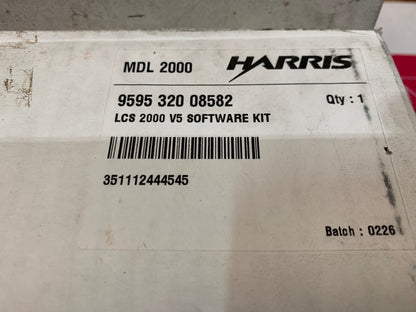 MDL 2000 HARRIS
9595 320 08582 Qty : 1
LCS 2000 V5 SOFTWARE KIT
351112444545
Batch : 0226